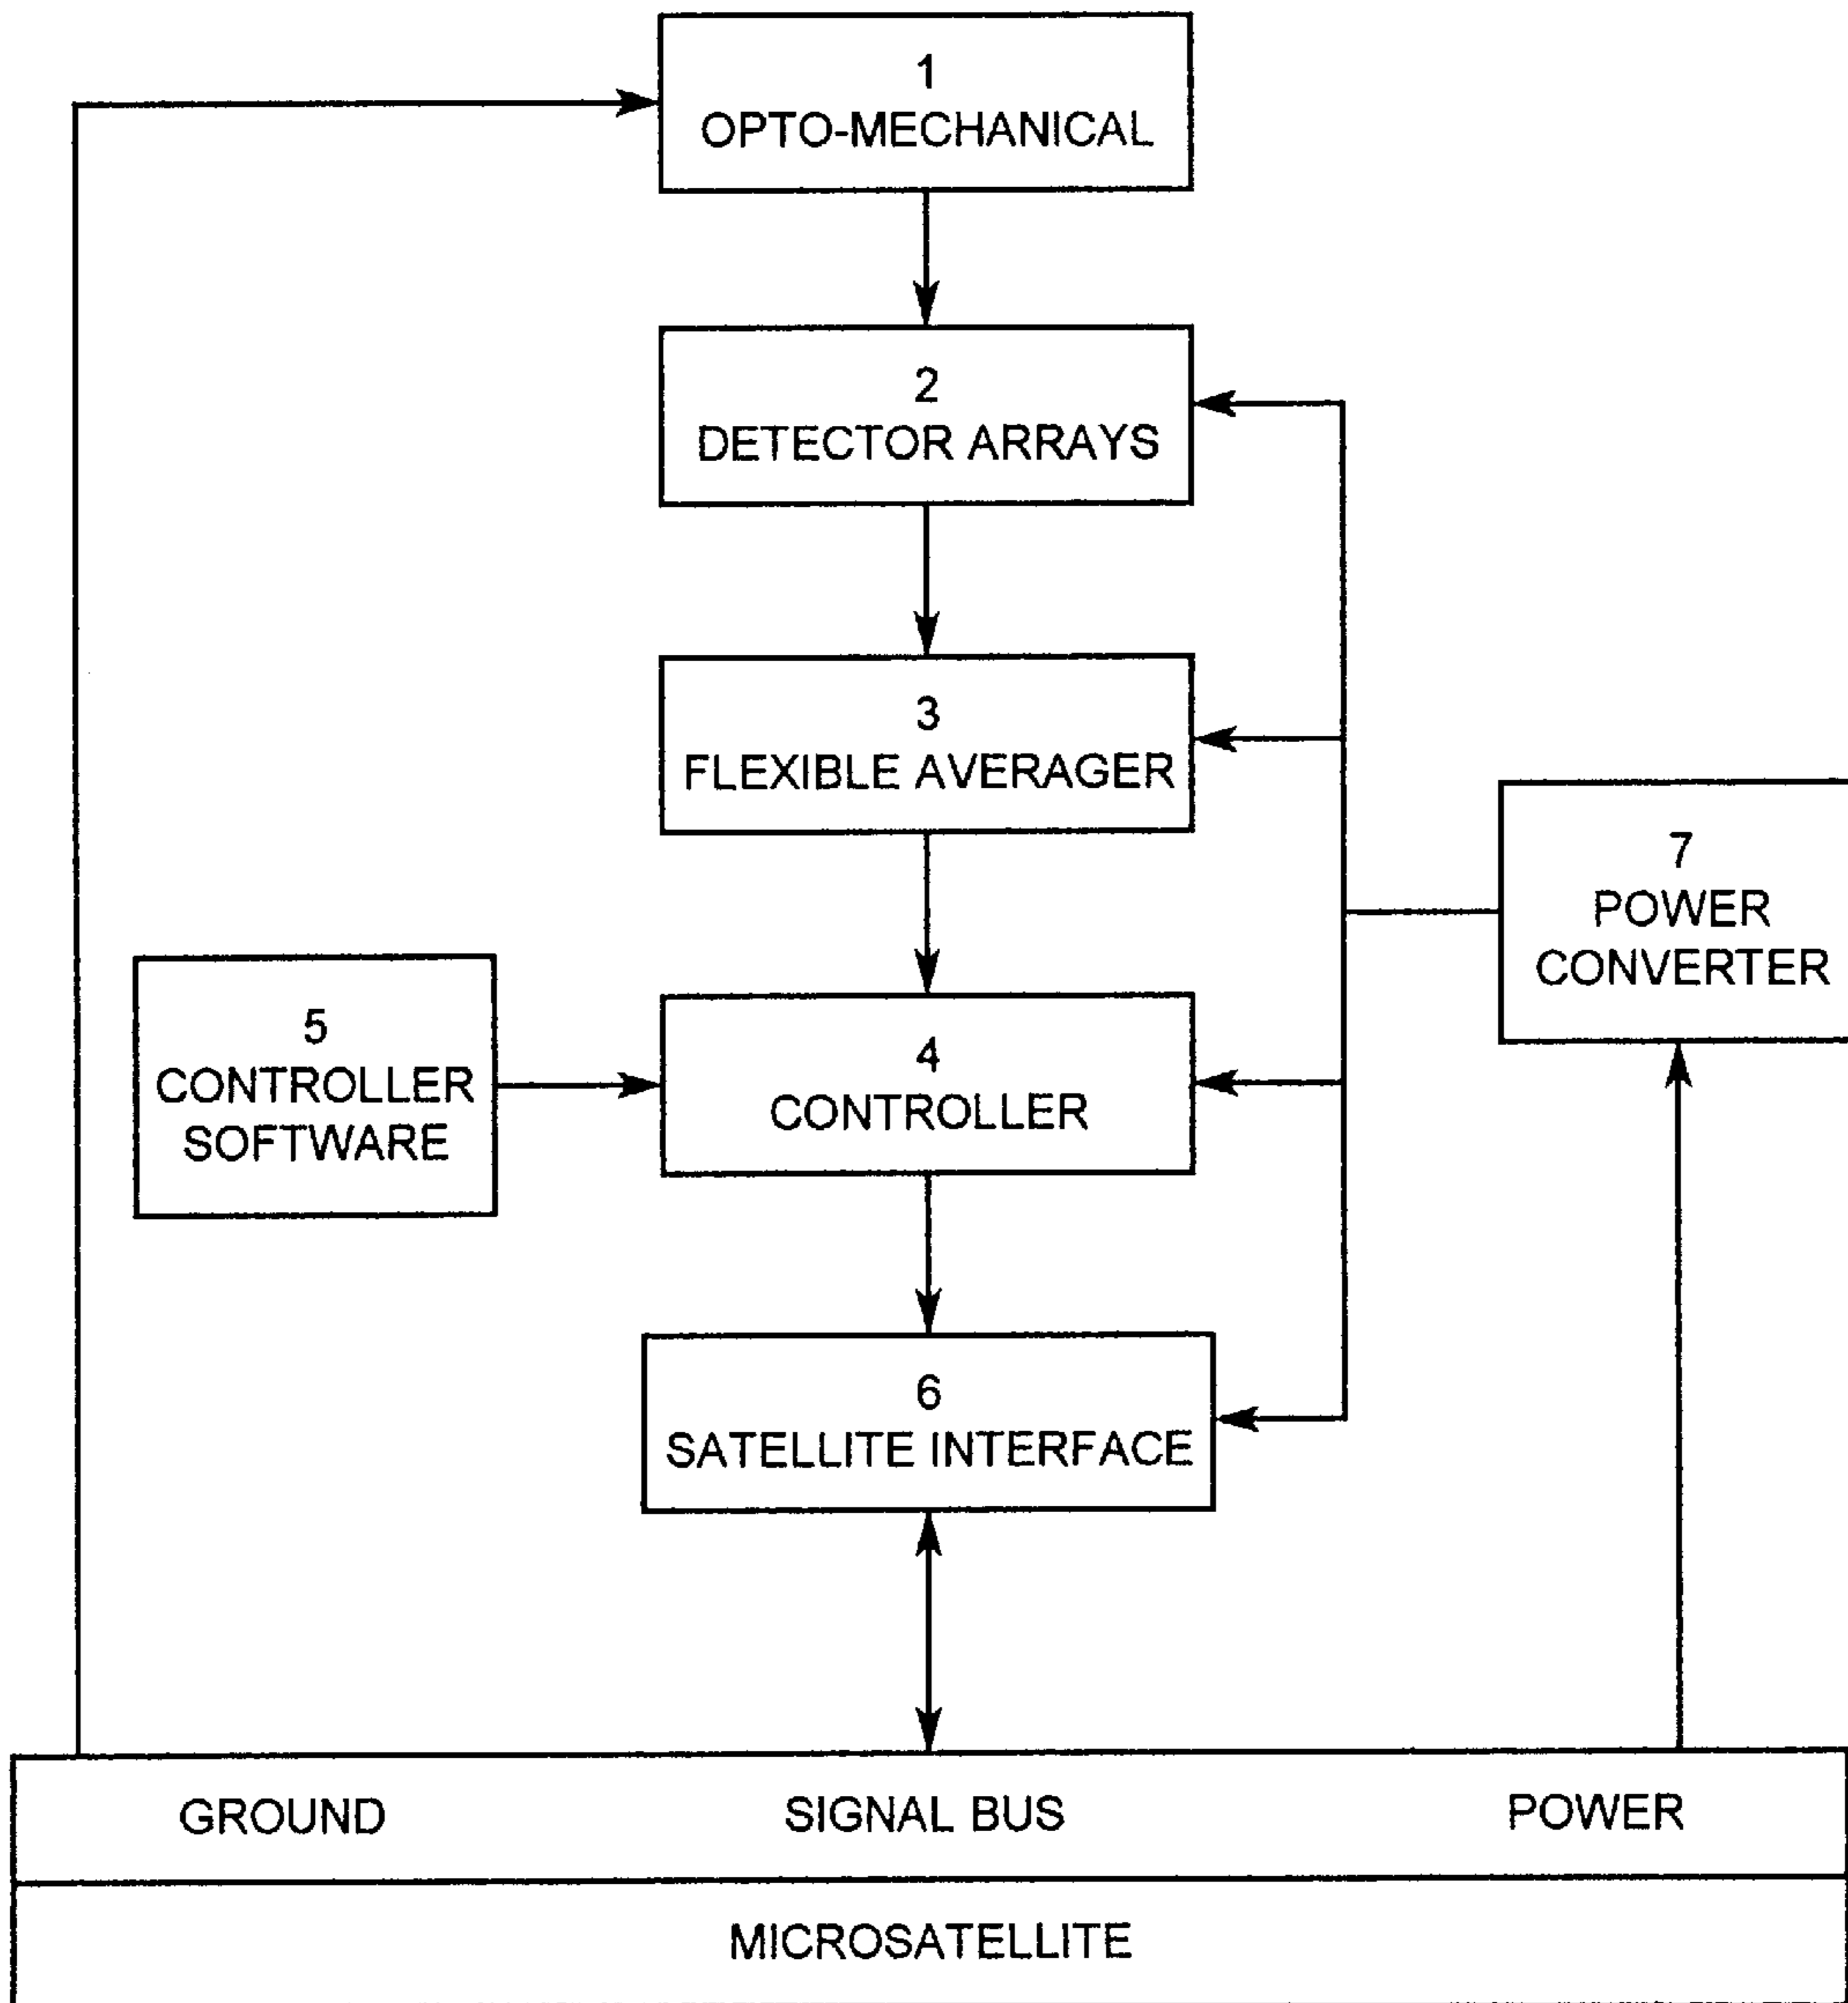 1
OPTO-MECHANICAL
2
DETECTOR ARRAYS
3
FLEXIBLE AVERAGER
7
POWER
CONVERTER
5
CONTROLLER
SOFTWARE
4
CONTROLLER
6
SATELLITE INTERFACE
GROUND
SIGNAL BUS
POWER
MICROSATELLITE